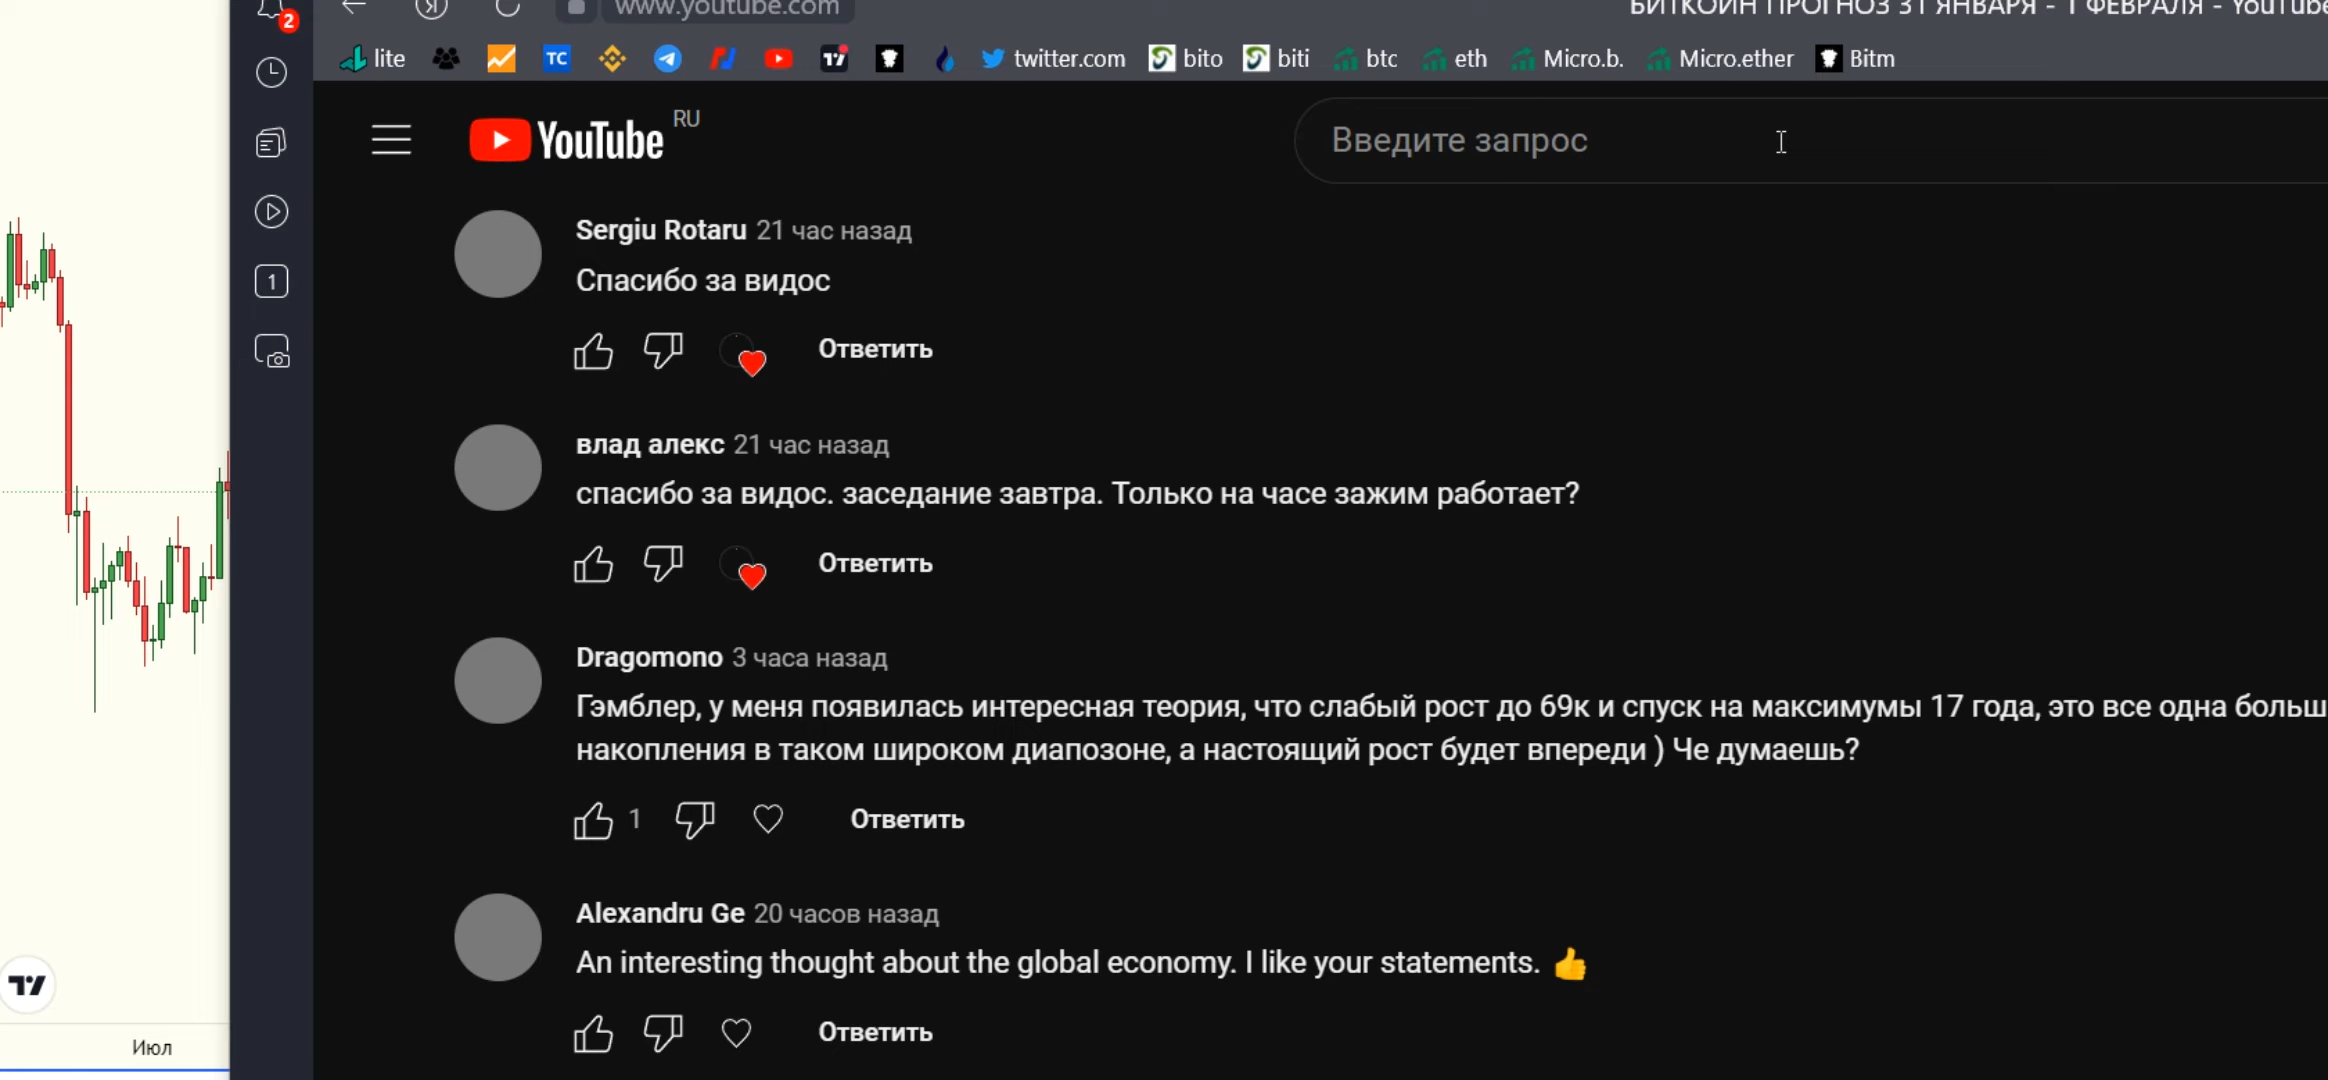 2
www.youtube.com
БИТКОИН ПРОГНОЗ 31 ЯНВАРЯ - 1 ФЕВРАЛЯ - YouTube
lite
TC
twitter.com
bito
biti
btc
eth
Micro.b.
Micro.ether
Bitm
YouTube RU
Введите запрос
1
Sergiu Rotaru 21 час назад
Спасибо за видос
Ответить
влад алекс 21 час назад
спасибо за видос. заседание завтра. Только на часе зажим работает?
Ответить
Dragomono 3 часа назад
Гэмблер, у меня появилась интересная теория, что слабый рост до 69к и спуск на максимумы 17 года, это все одна больш
накопления в таком широком диапозоне, а настоящий рост будет впереди ) Че думаешь?
1
Ответить
Alexandru Ge 20 часов назад
An interesting thought about the global economy. I like your statements. 👍
Ответить
Июл